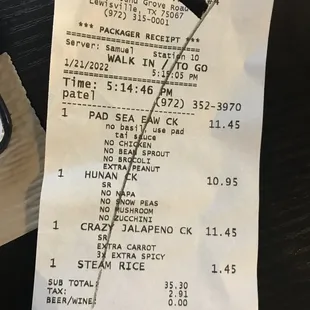 Grove Road
Lewisville, TX 75067
(972) 315-0001
*** PACKAGER RECEIPT ***
Server: Samuel Station 10
WALK IN / TO GO
1/21/2022 5:15:05 PM
Time: 5:14:46 PM
patel (972) 352-3970
1 PAD SEA EAW CK 11.45
no basil use pad
tai sauce
NO CHICKEN
NO BEAN SPROUT
NO BROCOLI
EXTRA PEANUT
1 HUNAN CK 10.95
SR
NO NAPA
NO SNOW PEAS
NO MUSHROOM
NO ZUCCHINI
1 CRAZY JALAPENO CK 11.45
SR
EXTRA CARROT
3x EXTRA SPICY
1 STEAM RICE 1.45
SUB TOTAL: 35.30
TAX: 2.91
BEER/WINE: 0.00